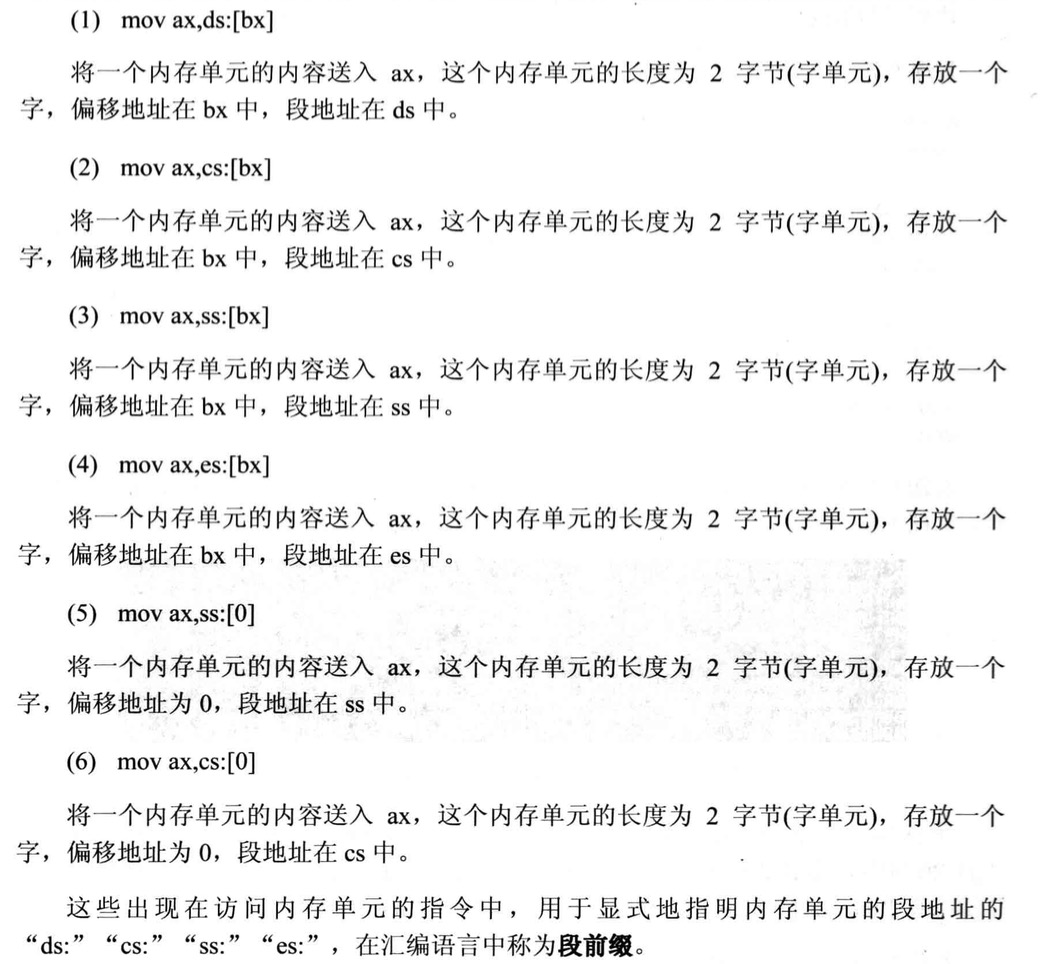 (1) mov ax,ds:[bx]
将一个内存单元的内容送入 ax，这个内存单元的长度为 2 字节(字单元)，存放一个
字，偏移地址在 bx 中，段地址在 ds 中。
(2) mov ax,cs:[bx]
将一个内存单元的内容送入 ax，这个内存单元的长度为 2 字节(字单元)，存放一个
字，偏移地址在 bx 中，段地址在 cs 中。
(3) mov ax,ss:[bx]
将一个内存单元的内容送入 ax，这个内存单元的长度为 2 字节(字单元)，存放一个
字，偏移地址在 bx 中，段地址在 ss 中。
(4) mov ax,es:[bx]
将一个内存单元的内容送入 ax，这个内存单元的长度为 2 字节(字单元)，存放一个
字，偏移地址在 bx 中，段地址在 es 中。
(5) mov ax,ss:[0]
将一个内存单元的内容送入 ax，这个内存单元的长度为 2 字节(字单元)，存放一个
字，偏移地址为 0，段地址在 ss 中。
(6) mov ax,cs:[0]
将一个内存单元的内容送入 ax，这个内存单元的长度为 2 字节(字单元)，存放一个
字，偏移地址为 0，段地址在 cs 中。
这些出现在访问内存单元的指令中，用于显式地指明内存单元的段地址的
“ds:”“cs:”“ss:”“es:”，在汇编语言中称为段前缀。